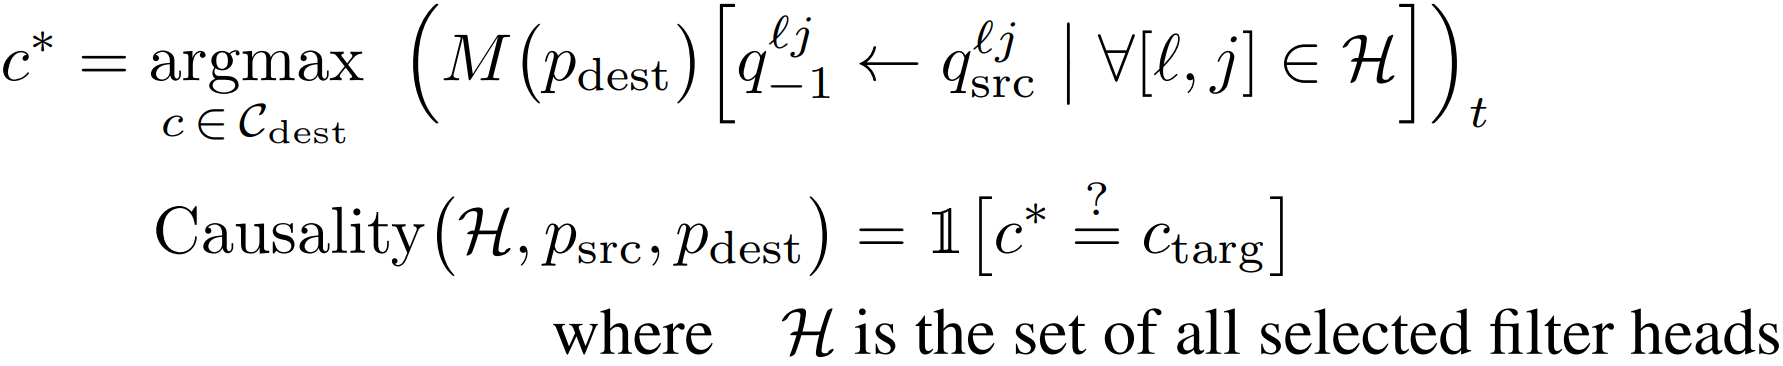 c* = argmax_{c ∈ 𝒞_dest} (M(p_dest)[q_{-1}^{ℓj} ← q_src^{ℓj} | ∀[ℓ, j] ∈ ℋ])_t
Causality(ℋ, p_src, p_dest) = 𝟙[c* ≟ c_targ]
where ℋ is the set of all selected filter heads